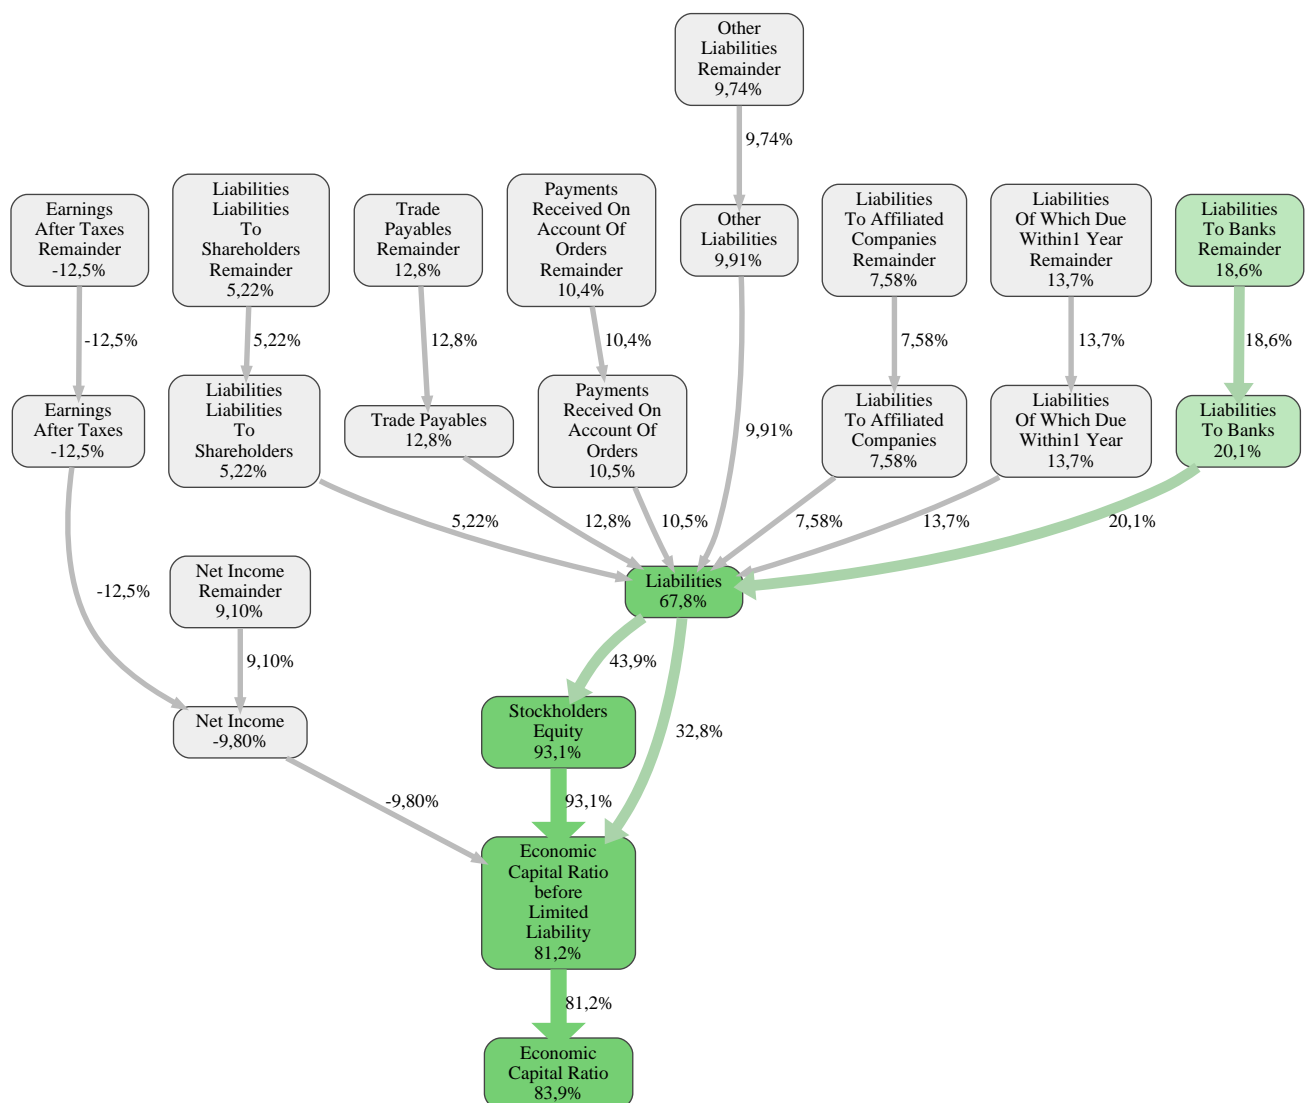 Other
Liabilities
Remainder
9,74%
9,74%
Earnings
After Taxes
Remainder
-12,5%
Liabilities
Liabilities
To
Shareholders
Remainder
5,22%
Trade
Payables
Remainder
12,8%
Payments
Received On
Account Of
Orders
Remainder
10,4%
Other
Liabilities
9,91%
Liabilities
To Affiliated
Companies
Remainder
7,58%
Liabilities
Of Which Due
Within1 Year
Remainder
13,7%
Liabilities
To Banks
Remainder
18,6%
-12,5%
5,22%
12,8%
10,4%
7,58%
13,7%
18,6%
Earnings
After Taxes
-12,5%
Liabilities
Liabilities
To
Shareholders
5,22%
Trade Payables
12,8%
Payments
Received On
Account Of
Orders
10,5%
9,91%
Liabilities
To Affiliated
Companies
7,58%
Liabilities
Of Which Due
Within1 Year
13,7%
Liabilities
To Banks
20,1%
5,22%
12,8%
10,5%
7,58%
13,7%
20,1%
-12,5%
Net Income
Remainder
9,10%
Liabilities
67,8%
9,10%
43,9%
32,8%
Net Income
-9,80%
Stockholders
Equity
93,1%
-9,80%
93,1%
Economic
Capital Ratio
before
Limited
Liability
81,2%
81,2%
Economic
Capital Ratio
83,9%